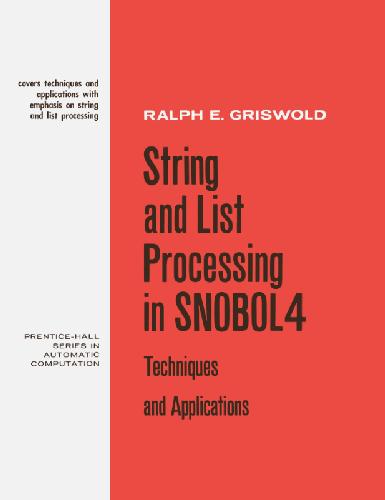 covers techniques and
applications with
emphasis on string
and list processing
RALPH E. GRISWOLD
String
and List
Processing
in SNOBOL4
Techniques
and Applications
PRENTICE-HALL
SERIES IN
AUTOMATIC
COMPUTATION